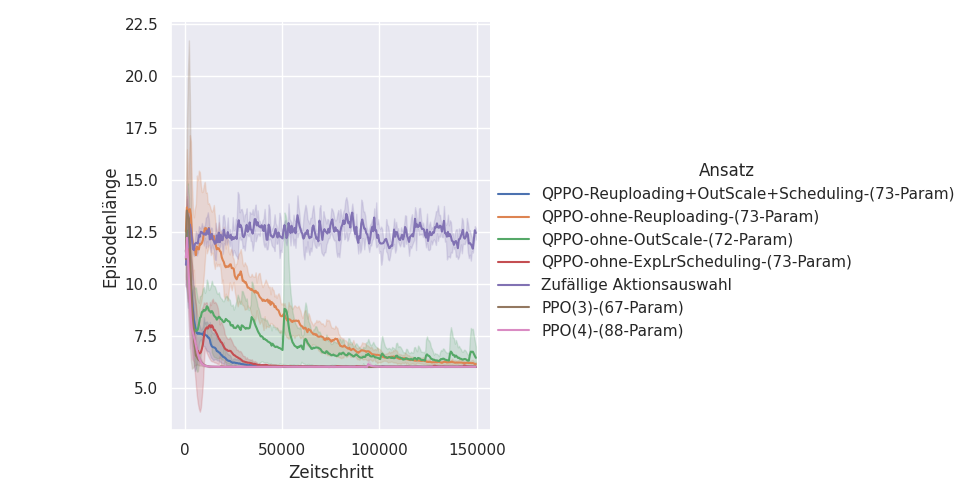 22.5
20.0
17.5
15.0
12.5
10.0
7.5
5.0
Episodenlänge
0
50000
100000
150000
Zeitschritt
Ansatz
QPPO-Reuploading+OutScale+Scheduling-(73-Param)
QPPO-ohne-Reuploading-(73-Param)
QPPO-ohne-OutScale-(72-Param)
QPPO-ohne-ExpLrScheduling-(73-Param)
Zufällige Aktionsauswahl
PPO(3)-(67-Param)
PPO(4)-(88-Param)